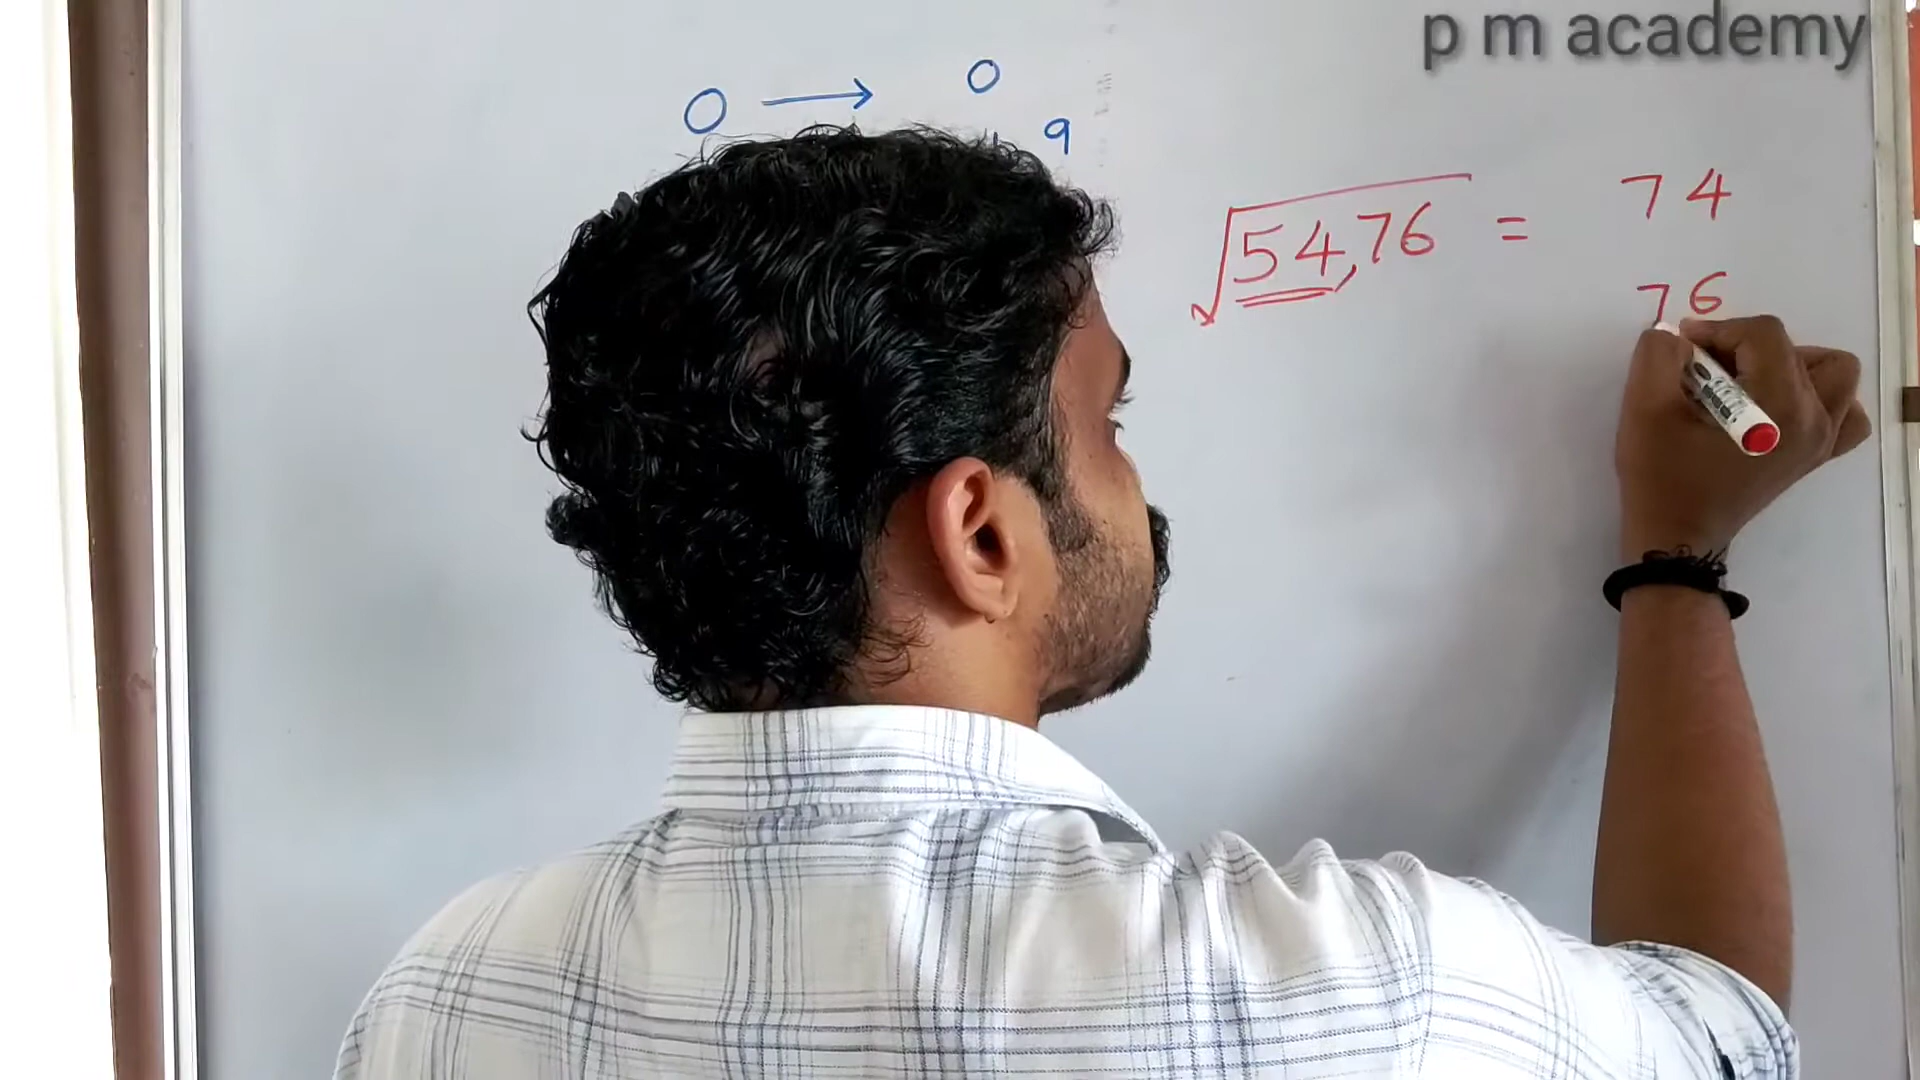 p m academy
0 → 0
9
√54,76 = 74
76